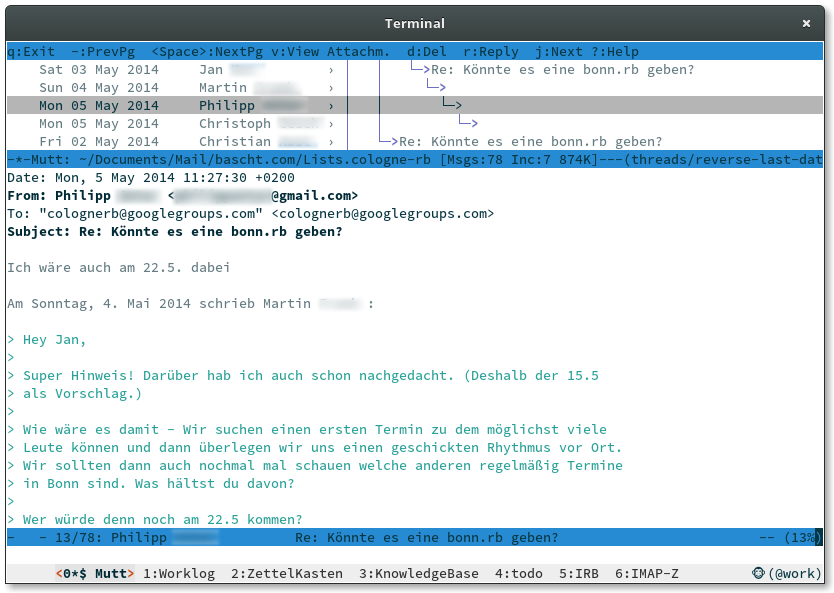 Terminal ×
q:Exit -:PrevPg <Space>:NextPg v:View Attachm. d:Del r:Reply j:Next ?:Help
Sat 03 May 2014 Jan › └─>Re: Könnte es eine bonn.rb geben?
Sun 04 May 2014 Martin › └─>
Mon 05 May 2014 Philipp › └─>
Mon 05 May 2014 Christoph › └─>
Fri 02 May 2014 Christian › └─>Re: Könnte es eine bonn.rb geben?
-*-Mutt: ~/Documents/Mail/bascht.com/Lists.cologne-rb [Msgs:78 Inc:7 874K]---(threads/reverse-last-dat
Date: Mon, 5 May 2014 11:27:30 +0200
From: Philipp < @gmail.com>
To: "colognerb@googlegroups.com" <colognerb@googlegroups.com>
Subject: Re: Könnte es eine bonn.rb geben?
Ich wäre auch am 22.5. dabei
Am Sonntag, 4. Mai 2014 schrieb Martin :
> Hey Jan,
>
> Super Hinweis! Darüber hab ich auch schon nachgedacht. (Deshalb der 15.5
> als Vorschlag.)
>
> Wie wäre es damit - Wir suchen einen ersten Termin zu dem möglichst viele
> Leute können und dann überlegen wir uns einen geschickten Rhythmus vor Ort.
> Wir sollten dann auch nochmal mal schauen welche anderen regelmäßig Termine
> in Bonn sind. Was hältst du davon?
>
> Wer würde denn noch am 22.5 kommen?
- - 13/78: Philipp Re: Könnte es eine bonn.rb geben? -- (13%)
<0*$ Mutt> 1:Worklog 2:ZettelKasten 3:KnowledgeBase 4:todo 5:IRB 6:IMAP-Z (@work)